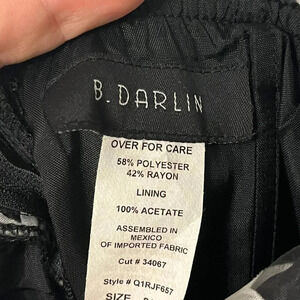 B. DARLIN
OVER FOR CARE
58% POLYESTER
42% RAYON
LINING
100% ACETATE
ASSEMBLED IN
MEXICO
OF IMPORTED FABRIC
Cut # 34067
Style # Q1RJF657
SIZE